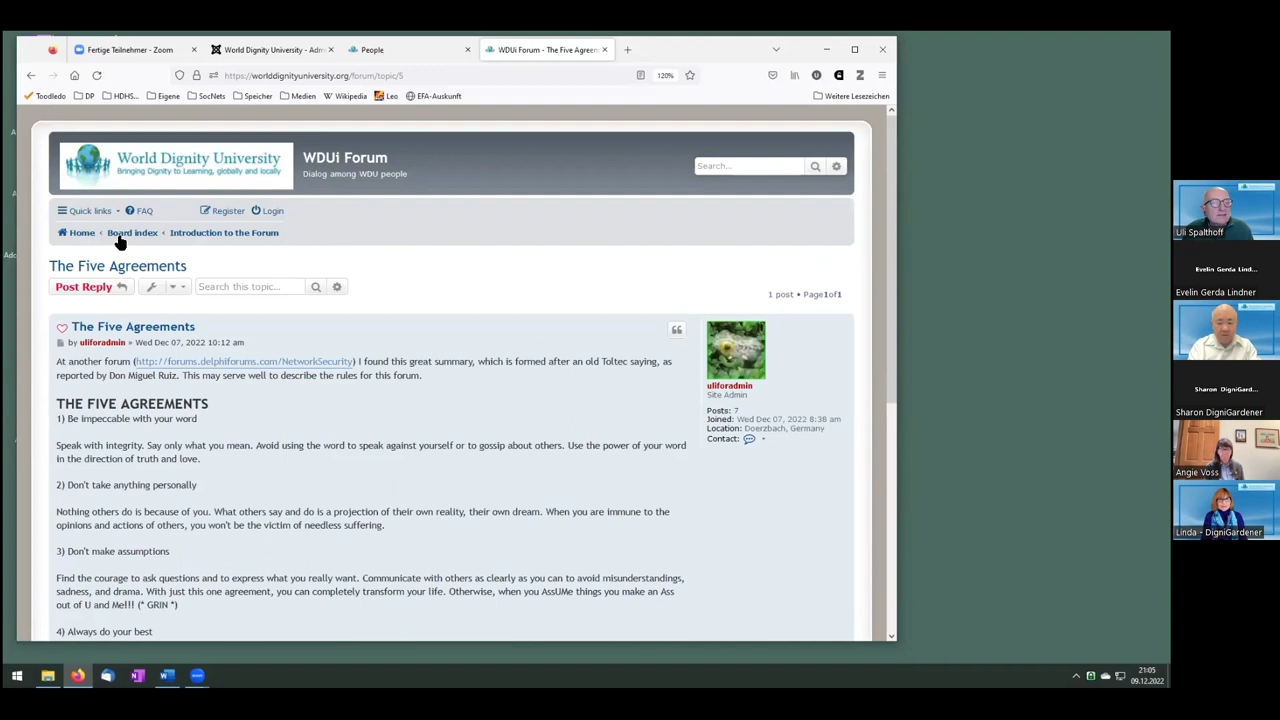 Fertige Teilnehmer - Zoom
World Dignity University - Adm
People
WDUi Forum - The Five Agreem
https://worlddignityuniversity.org/forum/topic/5
120%
Toodledo
DP
HDHS...
Eigene
SocNets
Speicher
Medien
Wikipedia
Leo
EFA-Auskunft
Weitere Lesezeichen
World Dignity University
Bringing Dignity to Learning, globally and locally
WDUi Forum
Dialog among WDU people
Search...
Quick links
FAQ
Register
Login
Home ‹ Board index ‹ Introduction to the Forum
The Five Agreements
Post Reply
Search this topic...
1 post • Page1of1
The Five Agreements
by uliforadmin » Wed Dec 07, 2022 10:12 am
At another forum (http://forums.delphiforums.com/NetworkSecurity) I found this great summary, which is formed after an old Toltec saying, as
reported by Don Miguel Ruiz. This may serve well to describe the rules for this forum.
THE FIVE AGREEMENTS
1) Be impeccable with your word
Speak with integrity. Say only what you mean. Avoid using the word to speak against yourself or to gossip about others. Use the power of your word
in the direction of truth and love.
2) Don't take anything personally
Nothing others do is because of you. What others say and do is a projection of their own reality, their own dream. When you are immune to the
opinions and actions of others, you won't be the victim of needless suffering.
3) Don't make assumptions
Find the courage to ask questions and to express what you really want. Communicate with others as clearly as you can to avoid misunderstandings,
sadness, and drama. With just this one agreement, you can completely transform your life. Otherwise, when you AssUMe things you make an Ass
out of U and Me!!! (* GRIN *)
4) Always do your best
uliforadmin
Site Admin
Posts: 7
Joined: Wed Dec 07, 2022 8:38 am
Location: Doerzbach, Germany
Contact:
21:05
09.12.2022
Uli Spalthoff
Evelin Gerda Lind...
Evelin Gerda Lindner
Sharon DigniGard...
Sharon DigniGardener
Angie Voss
Linda - DigniGardener